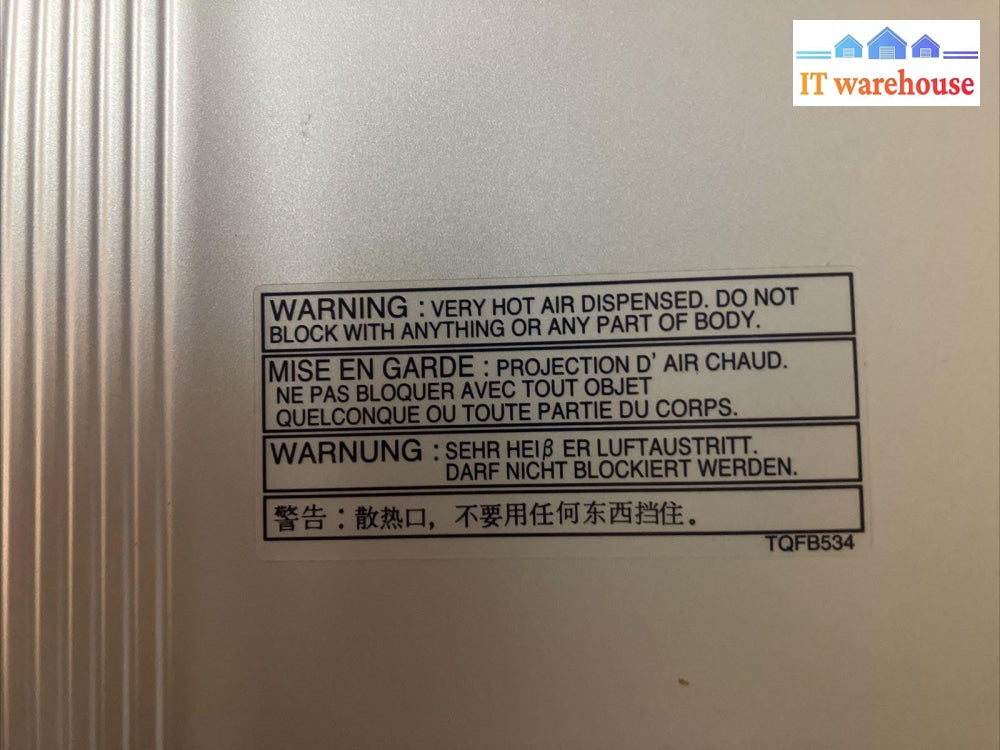 IT warehouse
WARNING : VERY HOT AIR DISPENSED. DO NOT
BLOCK WITH ANYTHING OR ANY PART OF BODY.
MISE EN GARDE : PROJECTION D' AIR CHAUD.
NE PAS BLOQUER AVEC TOUT OBJET
QUELCONQUE OU TOUTE PARTIE DU CORPS.
WARNUNG : SEHR HEIβ ER LUFTAUSTRITT.
DARF NICHT BLOCKIERT WERDEN.
警告：散热口，不要用任何东西挡住。
TQFB534